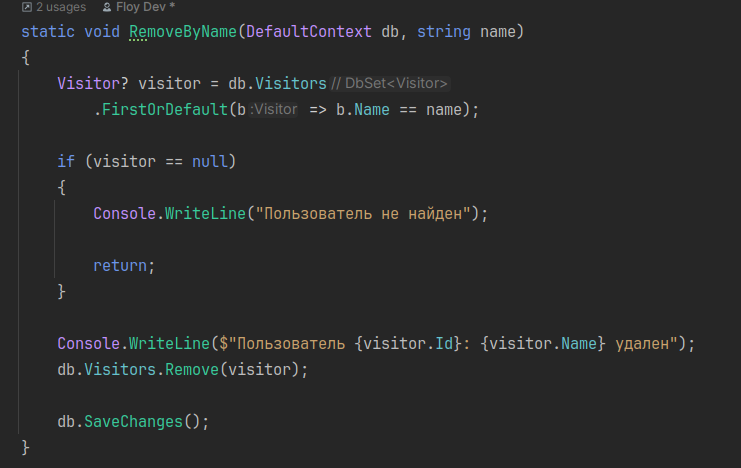 2 usages Floy Dev *
static void RemoveByName(DefaultContext db, string name)
{
Visitor? visitor = db.Visitors // DbSet<Visitor>
.FirstOrDefault(b :Visitor => b.Name == name);
if (visitor == null)
{
Console.WriteLine("Пользователь не найден");
return;
}
Console.WriteLine($"Пользователь {visitor.Id}: {visitor.Name} удален");
db.Visitors.Remove(visitor);
db.SaveChanges();
}